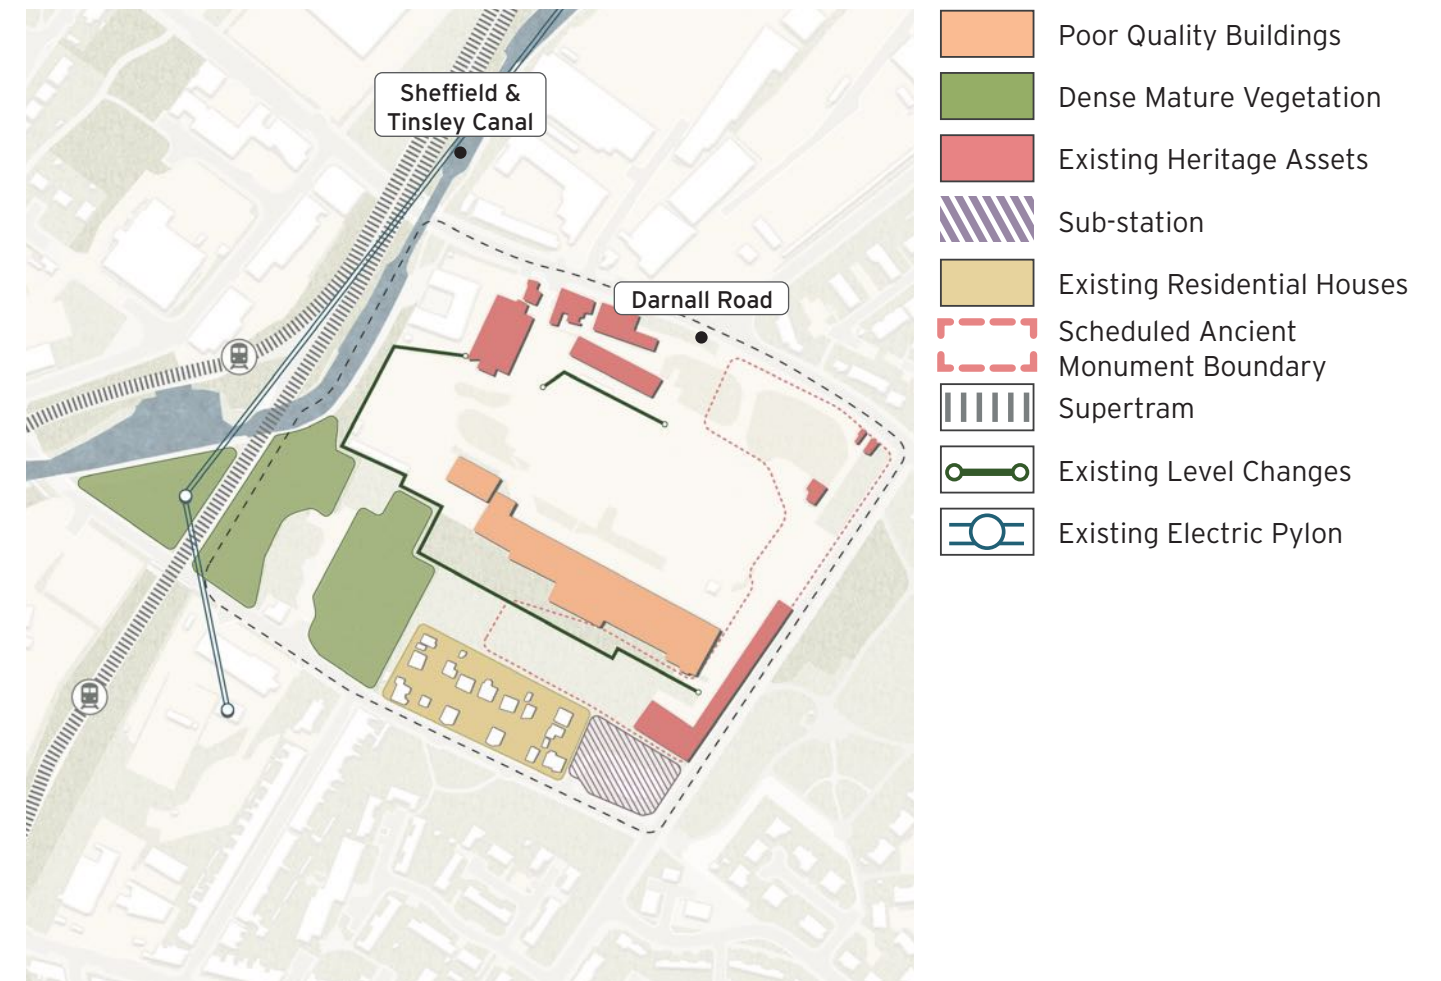 Sheffield &
Tinsley Canal
Darnall Road
Poor Quality Buildings
Dense Mature Vegetation
Existing Heritage Assets
Sub-station
Existing Residential Houses
Scheduled Ancient
Monument Boundary
Supertram
Existing Level Changes
Existing Electric Pylon